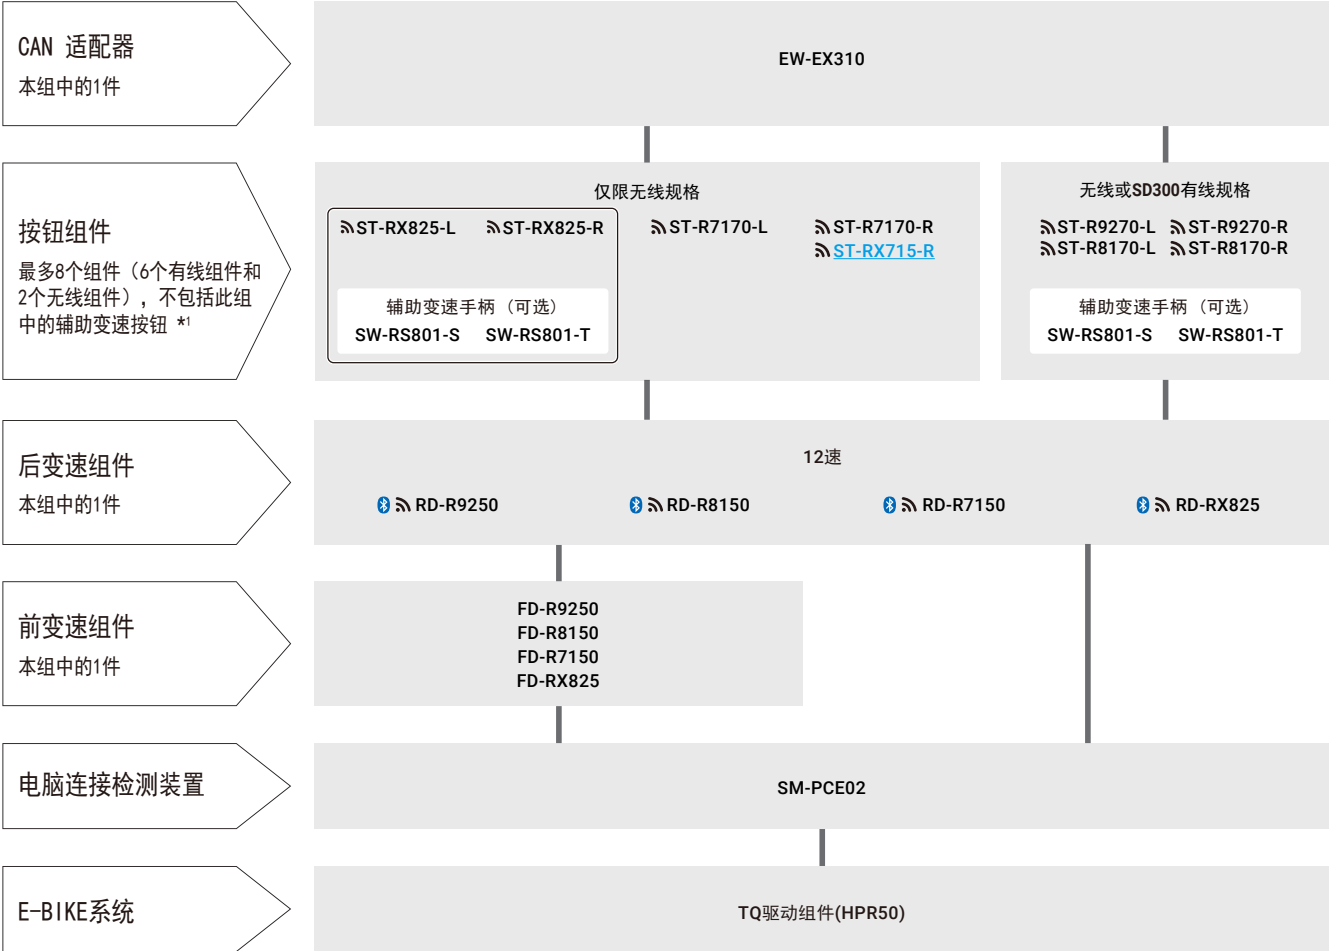 CAN 适配器
本组中的1件
EW-EX310
按钮组件
最多8个组件（6个有线组件和
2个无线组件），不包括此组
中的辅助变速按钮 *1
仅限无线规格
ST-RX825-L ST-RX825-R ST-R7170-L ST-R7170-R
ST-RX715-R
辅助变速手柄（可选）
SW-RS801-S SW-RS801-T
无线或SD300有线规格
ST-R9270-L ST-R9270-R
ST-R8170-L ST-R8170-R
辅助变速手柄（可选）
SW-RS801-S SW-RS801-T
后变速组件
本组中的1件
12速
RD-R9250 RD-R8150 RD-R7150 RD-RX825
前变速组件
本组中的1件
FD-R9250
FD-R8150
FD-R7150
FD-RX825
电脑连接检测装置
SM-PCE02
E-BIKE系统
TQ驱动组件(HPR50)